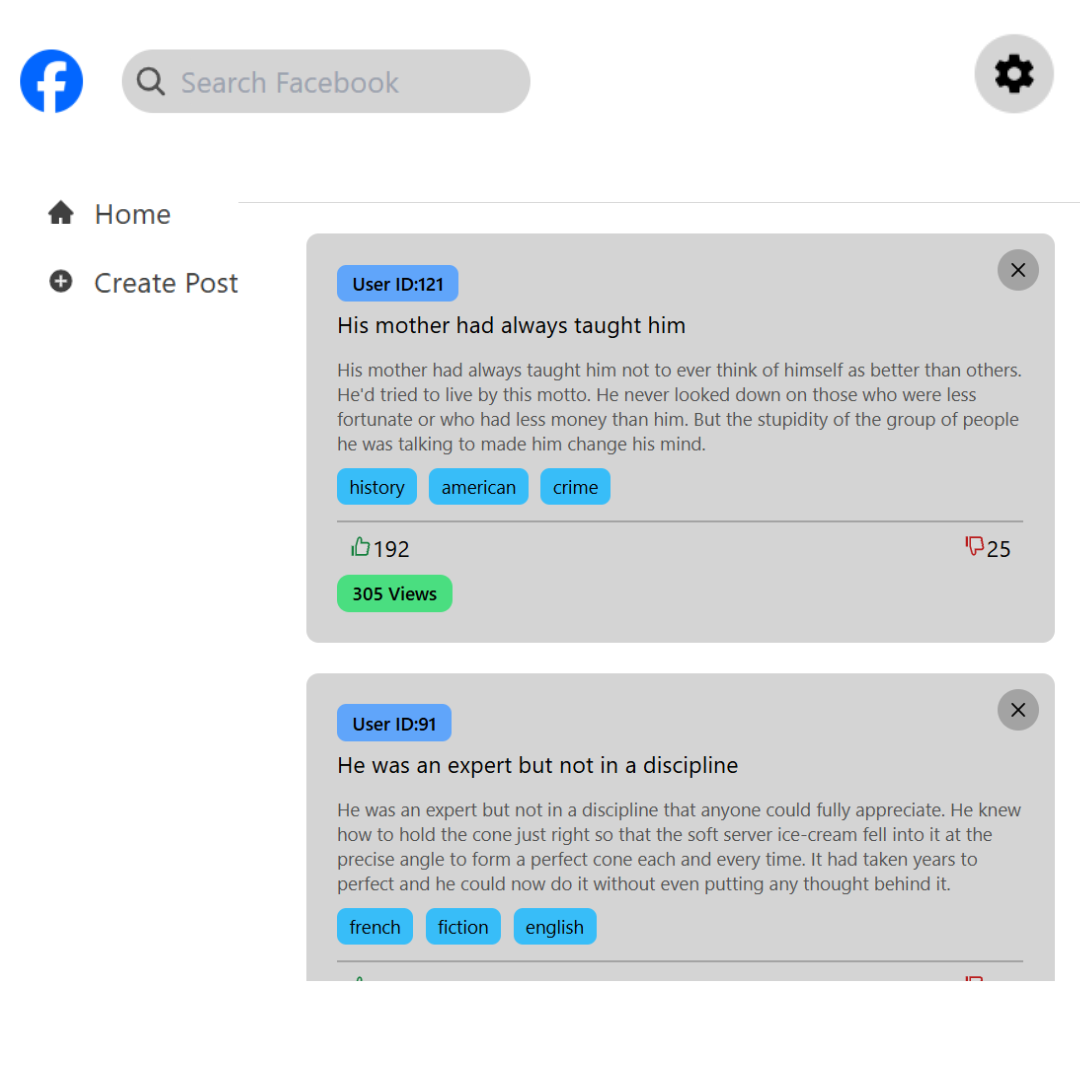 Search Facebook
Home
Create Post
User ID:121
His mother had always taught him
His mother had always taught him not to ever think of himself as better than others.
He'd tried to live by this motto. He never looked down on those who were less
fortunate or who had less money than him. But the stupidity of the group of people
he was talking to made him change his mind.
history american crime
192 25
305 Views
User ID:91
He was an expert but not in a discipline
He was an expert but not in a discipline that anyone could fully appreciate. He knew
how to hold the cone just right so that the soft server ice-cream fell into it at the
precise angle to form a perfect cone each and every time. It had taken years to
perfect and he could now do it without even putting any thought behind it.
french fiction english